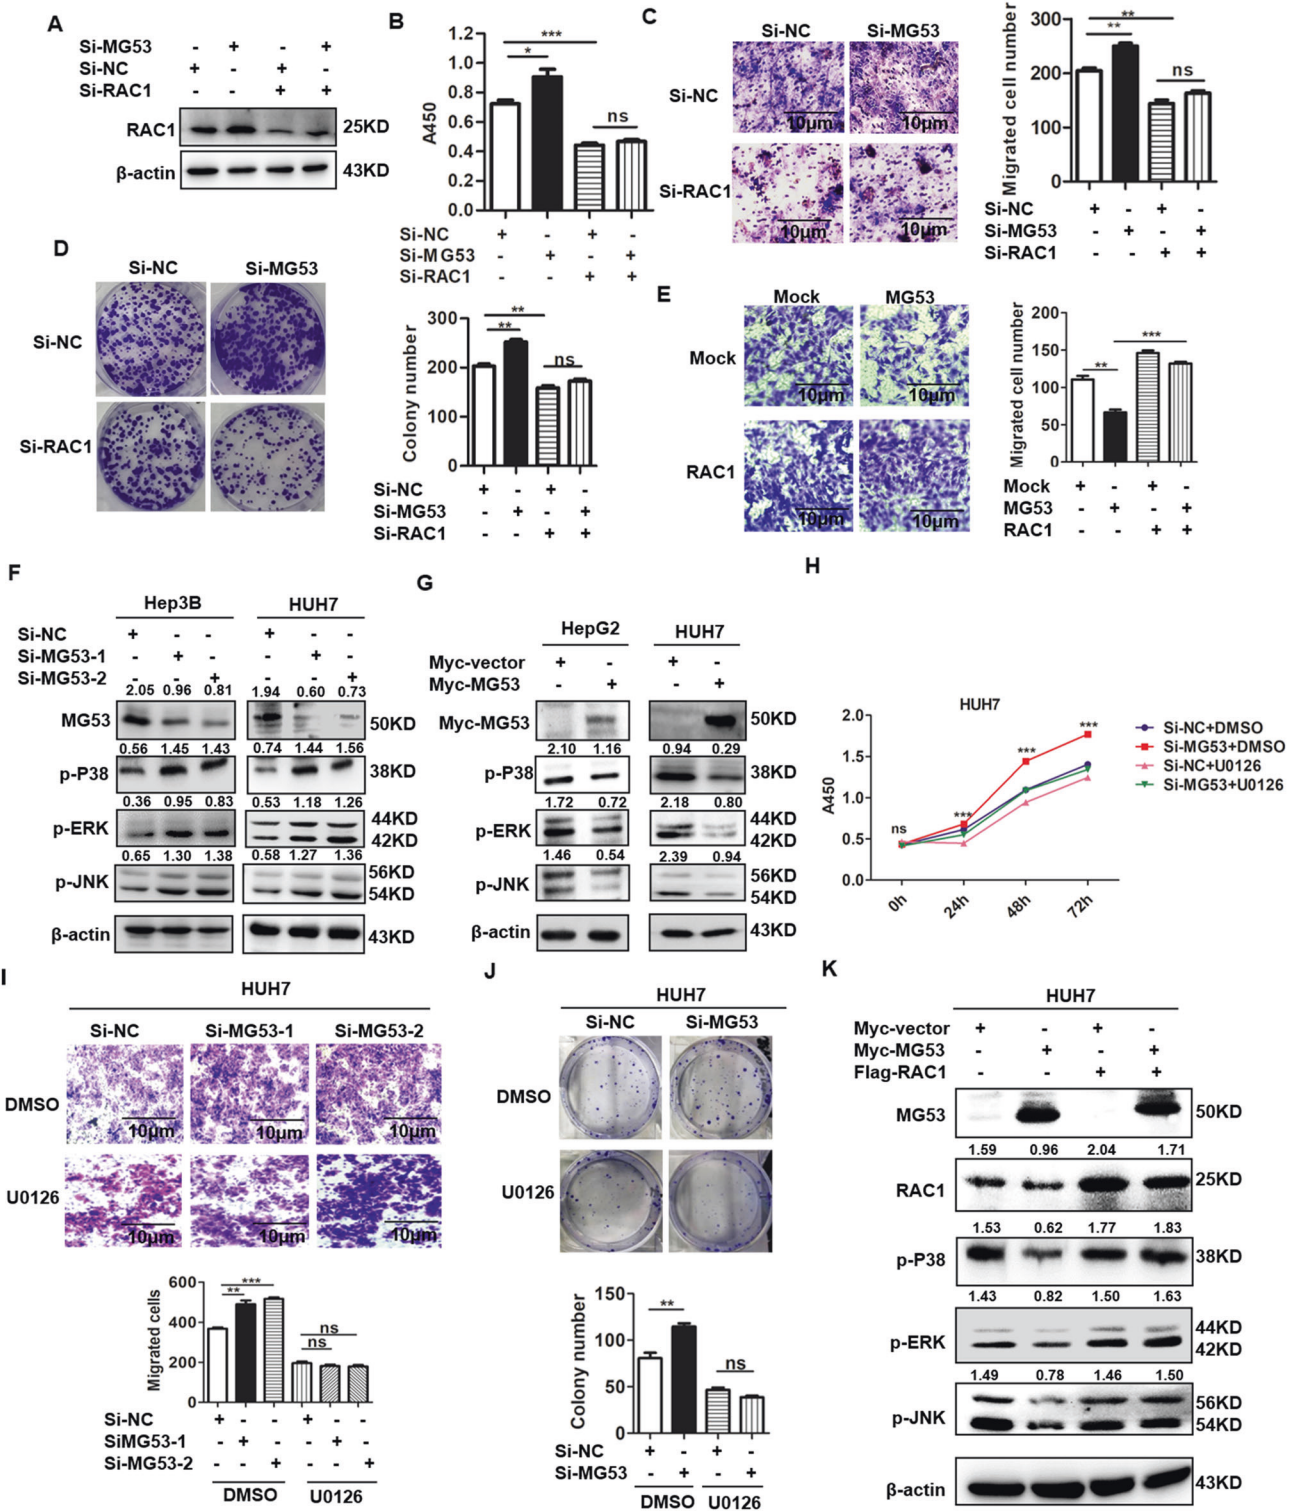 A
Si-MG53 - + - +
Si-NC + - + -
Si-RAC1 - - + +
RAC1 25KD
β-actin 43KD
B
A450
1.2
1.0
0.8
0.6
0.4
0.2
0.0
***
*
ns
Si-NC + - + -
Si-MG53 - + - +
Si-RAC1 - - + +
C
Si-NC Si-MG53
Si-NC
10μm 10μm
Si-RAC1
10μm 10μm
Migrated cell number
300
200
100
0
**
**
ns
Si-NC + - + -
Si-MG53 - + - +
Si-RAC1 - - + +
D
Si-NC Si-MG53
Si-NC
Si-RAC1
Colony number
300
200
100
0
**
**
ns
Si-NC + - + -
Si-MG53 - + - +
Si-RAC1 - - + +
E
Mock MG53
Mock
10μm 10μm
RAC1
10μm 10μm
Migrated cell number
200
150
100
50
0
***
**
Mock + - + -
MG53 - + - +
RAC1 - - + +
F
Hep3B HUH7
Si-NC + - - + - -
Si-MG53-1 - + - - + -
Si-MG53-2 - - + - - +
2.05 0.96 0.81 1.94 0.60 0.73
MG53 50KD
0.56 1.45 1.43 0.74 1.44 1.56
p-P38 38KD
0.36 0.95 0.83 0.53 1.18 1.26
p-ERK 44KD
42KD
0.65 1.30 1.38 0.58 1.27 1.36
p-JNK 56KD
54KD
β-actin 43KD
G
HepG2 HUH7
Myc-vector + - + -
Myc-MG53 - + - +
Myc-MG53 50KD
2.10 1.16 0.94 0.29
p-P38 38KD
1.72 0.72 2.18 0.80
p-ERK 44KD
42KD
1.46 0.54 2.39 0.94
p-JNK 56KD
54KD
β-actin 43KD
H
HUH7
A450
2.0
1.5
1.0
0.5
0.0
ns *** *** ***
0h 24h 48h 72h
Si-NC+DMSO
Si-MG53+DMSO
Si-NC+U0126
Si-MG53+U0126
I
HUH7
Si-NC Si-MG53-1 Si-MG53-2
DMSO
10μm 10μm 10μm
U0126
10μm 10μm 10μm
Migrated cells
600
400
200
0
***
**
ns
ns
Si-NC + - - + - -
SiMG53-1 - + - - + -
Si-MG53-2 - - + - - +
DMSO U0126
J
HUH7
Si-NC Si-MG53
DMSO
U0126
Colony number
150
100
50
0
**
ns
Si-NC + - + -
Si-MG53 - + - +
DMSO U0126
K
HUH7
Myc-vector + - + -
Myc-MG53 - + - +
Flag-RAC1 - - + +
MG53 50KD
1.59 0.96 2.04 1.71
RAC1 25KD
1.53 0.62 1.77 1.83
p-P38 38KD
1.43 0.82 1.50 1.63
p-ERK 44KD
42KD
1.49 0.78 1.46 1.50
p-JNK 56KD
54KD
β-actin 43KD